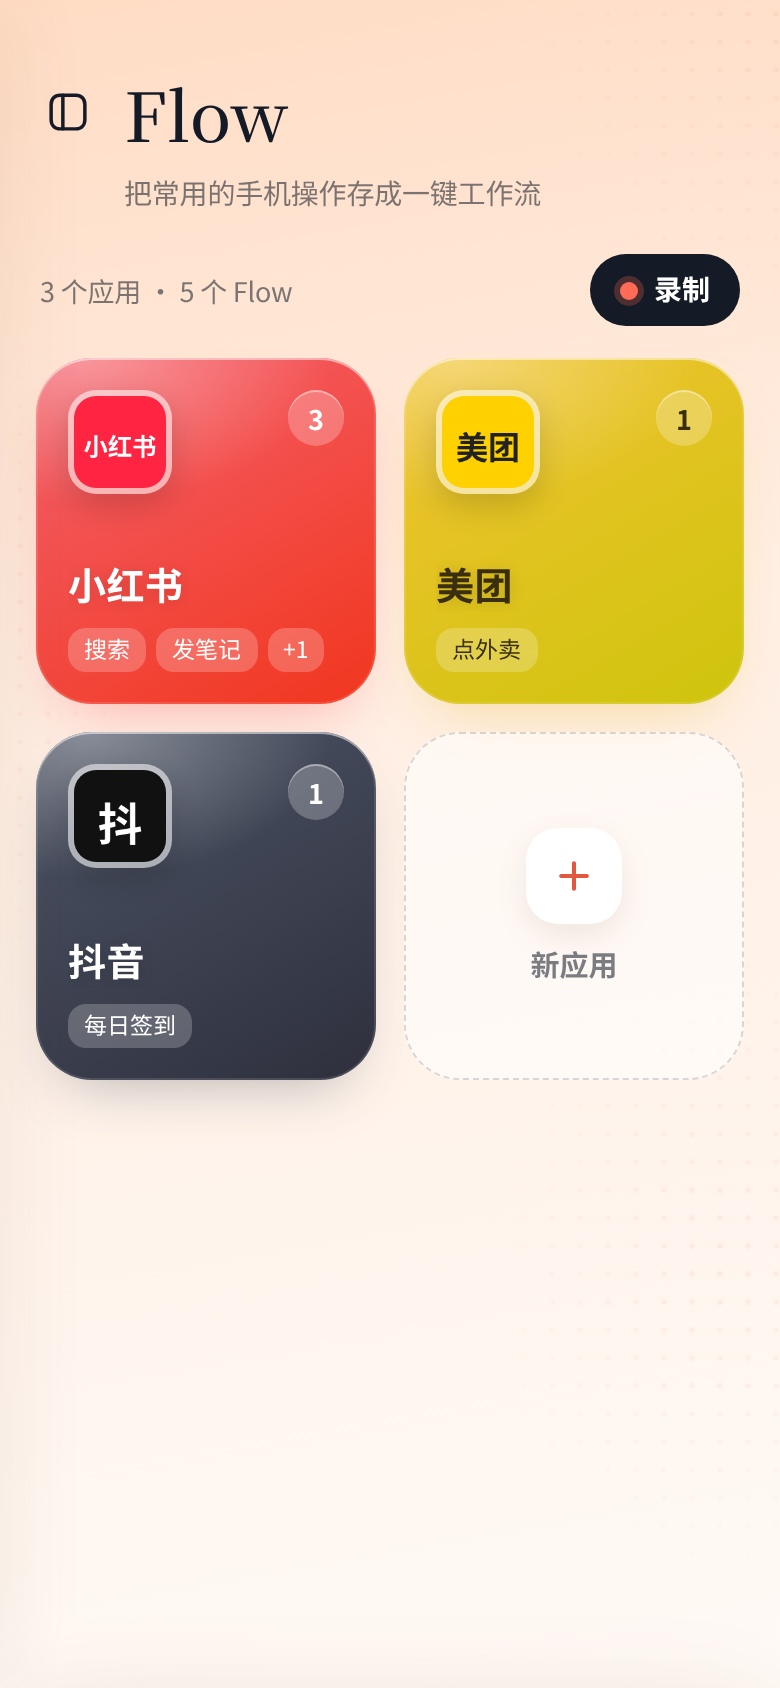 Flow
把常用的手机操作存成一键工作流
3 个应用 · 5 个 Flow
录制
小红书
3
小红书
搜索 发笔记 +1
美团
1
美团
点外卖
抖
1
抖音
每日签到
新应用